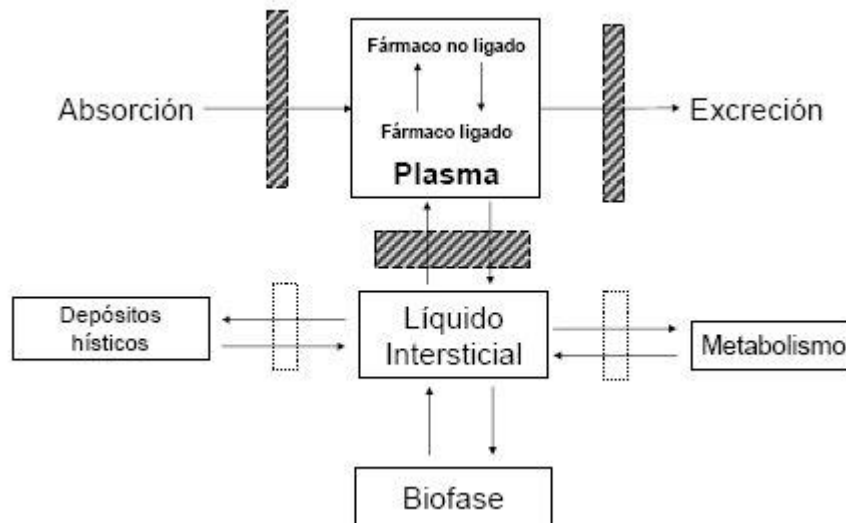 Fármaco no ligado
Absorción
Excreción
Fármaco ligado
Plasma
Depósitos
hísticos
Líquido
Intersticial
Metabolismo
Biofase